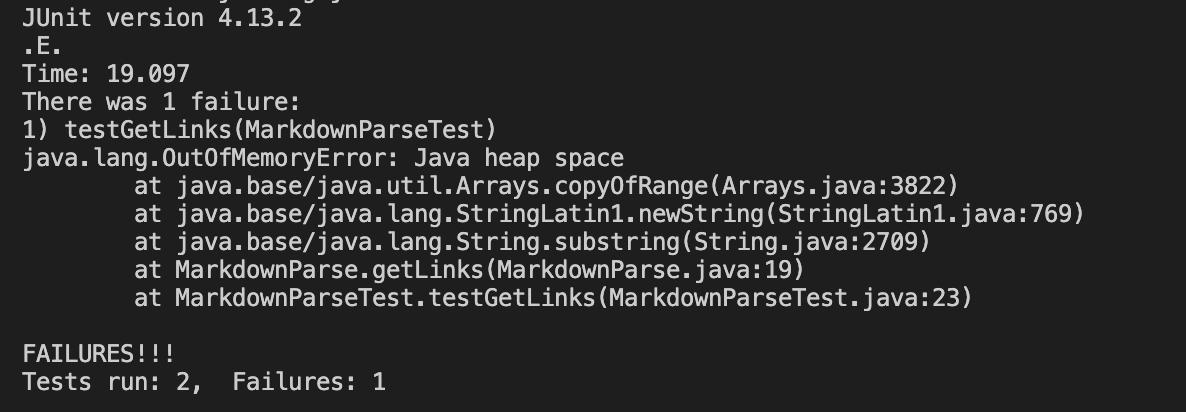 JUnit version 4.13.2
.E.
Time: 19.097
There was 1 failure:
1) testGetLinks(MarkdownParseTest)
java.lang.OutOfMemoryError: Java heap space
        at java.base/java.util.Arrays.copyOfRange(Arrays.java:3822)
        at java.base/java.lang.StringLatin1.newString(StringLatin1.java:769)
        at java.base/java.lang.String.substring(String.java:2709)
        at MarkdownParse.getLinks(MarkdownParse.java:19)
        at MarkdownParseTest.testGetLinks(MarkdownParseTest.java:23)

FAILURES!!!
Tests run: 2,  Failures: 1